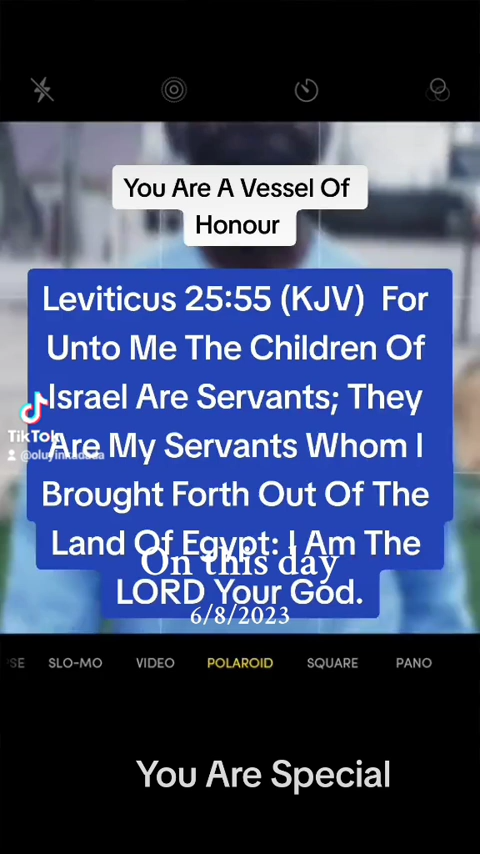 You Are A Vessel Of
Honour
Leviticus 25:55 (KJV) For
Unto Me The Children Of
Israel Are Servants; They
Are My Servants Whom I
Brought Forth Out Of The
Land Of Egypt: I Am The
LORD Your God.
TikTok
@oluyinkadada
On this day
6/8/2023
SE SLO-MO VIDEO POLAROID SQUARE PANO
You Are Special